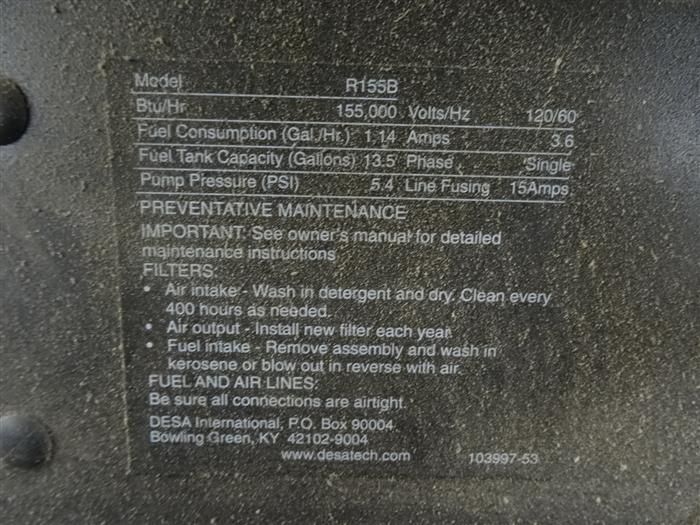 Model R155B
Btu/Hr 155,000 Volts/Hz 120/60
Fuel Consumption (Gal./Hr.) 1.14 Amps 3.6
Fuel Tank Capacity (Gallons) 13.5 Phase Single
Pump Pressure (PSI) 5.4 Line Fusing 15Amps
PREVENTATIVE MAINTENANCE
IMPORTANT: See owner's manual for detailed
maintenance instructions
FILTERS:
• Air intake - Wash in detergent and dry. Clean every
400 hours as needed.
• Air output - Install new filter each year.
• Fuel intake - Remove assembly and wash in
kerosene or blow out in reverse with air.
FUEL AND AIR LINES:
Be sure all connections are airtight.
DESA International, P.O. Box 90004
Bowling Green, KY 42102-9004
www.desatech.com 103997-53